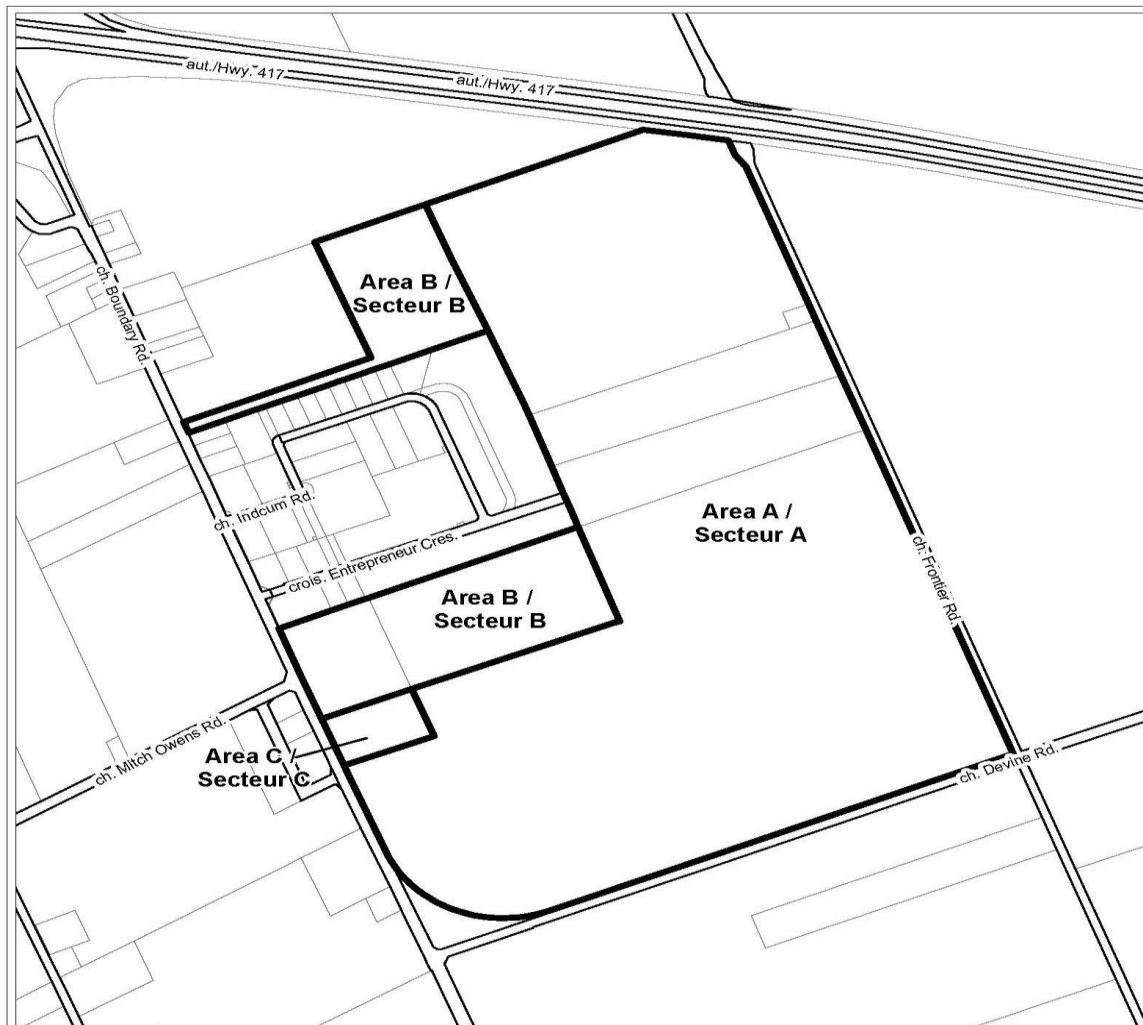 aut./Hwy. 417
aut./Hwy. 417
ch. Boundary Rd.
Area B /
Secteur B
ch. Indcum Rd.
crois. Entrepreneur Cres.
Area A /
Secteur A
ch. Frontier Rd.
Area B /
Secteur B
ch. Mitch Owens Rd.
Area C /
Secteur C
ch. Devine Rd.